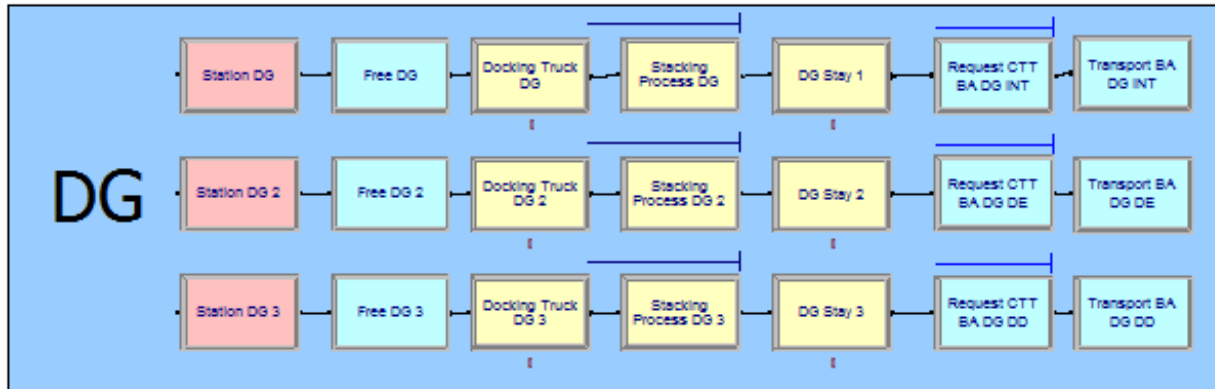 Station DG
Free DG
Docking Truck
DG
Stacking
Process DG
DG Stay 1
Request CTT
BA DG INT
Transport BA
DG INT
DG
Station DG 2
Free DG 2
Docking Truck
DG 2
Stacking
Process DG 2
DG Stay 2
Request CTT
BA DG DE
Transport BA
DG DE
Station DG 3
Free DG 3
Docking Truck
DG 3
Stacking
Process DG 3
DG Stay 3
Request CTT
BA DG DD
Transport BA
DG DD